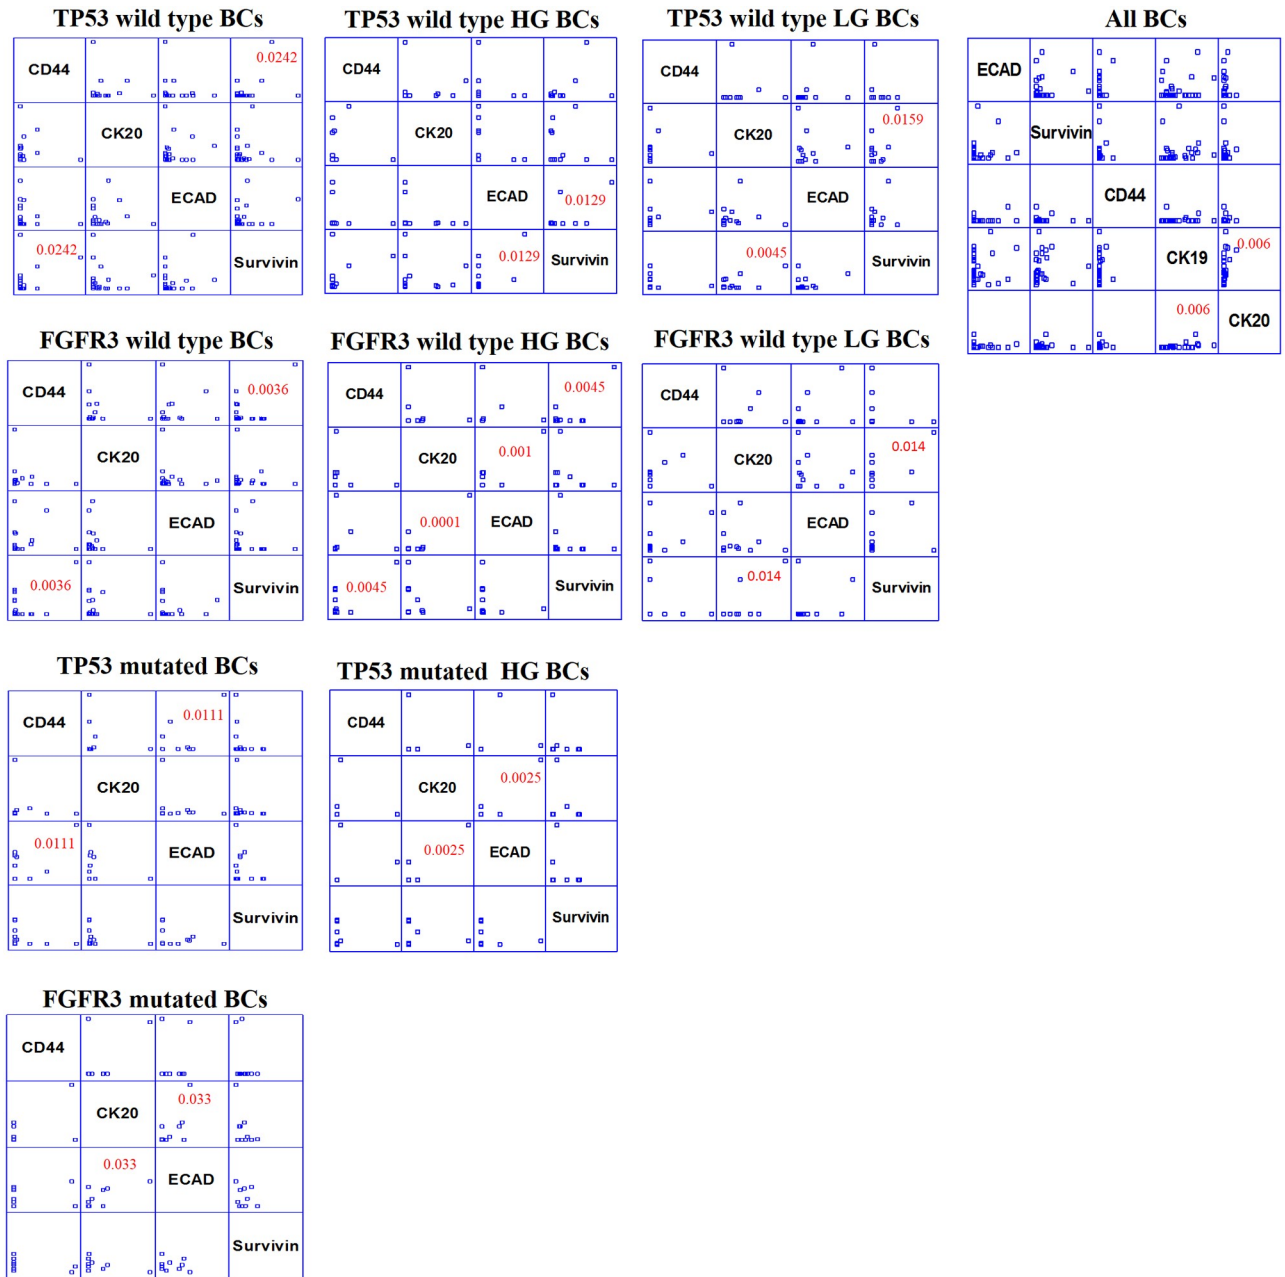 TP53 wild type BCs
CD44
0.0242
CK20
ECAD
0.0242
Survivin
TP53 wild type HG BCs
CD44
CK20
ECAD
0.0129
0.0129
Survivin
TP53 wild type LG BCs
CD44
CK20
0.0159
ECAD
0.0045
Survivin
All BCs
ECAD
Survivin
CD44
CK19
0.006
0.006
CK20
FGFR3 wild type BCs
CD44
0.0036
CK20
ECAD
0.0036
Survivin
FGFR3 wild type HG BCs
CD44
0.0045
CK20
0.001
0.0001
ECAD
0.0045
Survivin
FGFR3 wild type LG BCs
CD44
CK20
0.014
ECAD
0.014
Survivin
TP53 mutated BCs
CD44
0.0111
CK20
0.0111
ECAD
Survivin
TP53 mutated HG BCs
CD44
CK20
0.0025
0.0025
ECAD
Survivin
FGFR3 mutated BCs
CD44
CK20
0.033
0.033
ECAD
Survivin